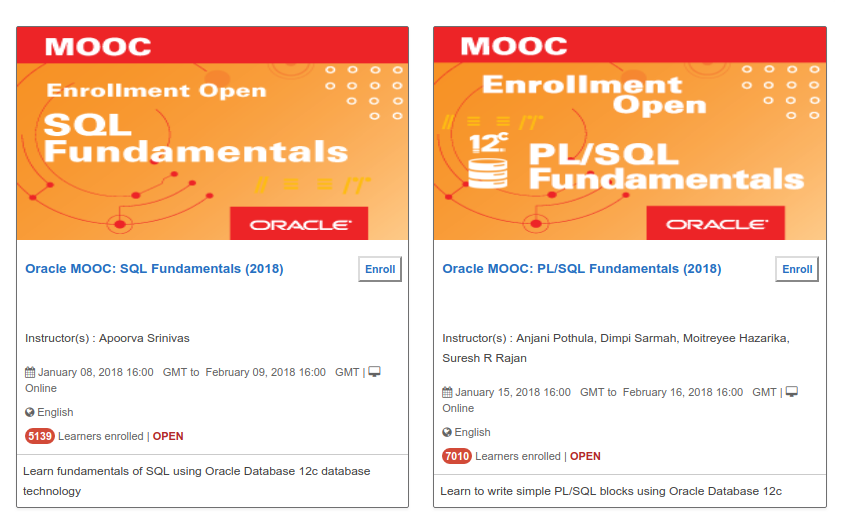 MOOC
Enrollment Open
SQL
Fundamentals
ORACLE
Oracle MOOC: SQL Fundamentals (2018)
Enroll
Instructor(s) : Apoorva Srinivas
January 08, 2018 16:00 GMT to February 09, 2018 16:00 GMT |
Online
English
5139 Learners enrolled | OPEN
Learn fundamentals of SQL using Oracle Database 12c database
technology
MOOC
Enrollment
Open
12c
PL/SQL
Fundamentals
ORACLE
Oracle MOOC: PL/SQL Fundamentals (2018)
Enroll
Instructor(s) : Anjani Pothula, Dimpi Sarmah, Moitreyee Hazarika,
Suresh R Rajan
January 15, 2018 16:00 GMT to February 16, 2018 16:00 GMT |
Online
English
7010 Learners enrolled | OPEN
Learn to write simple PL/SQL blocks using Oracle Database 12c